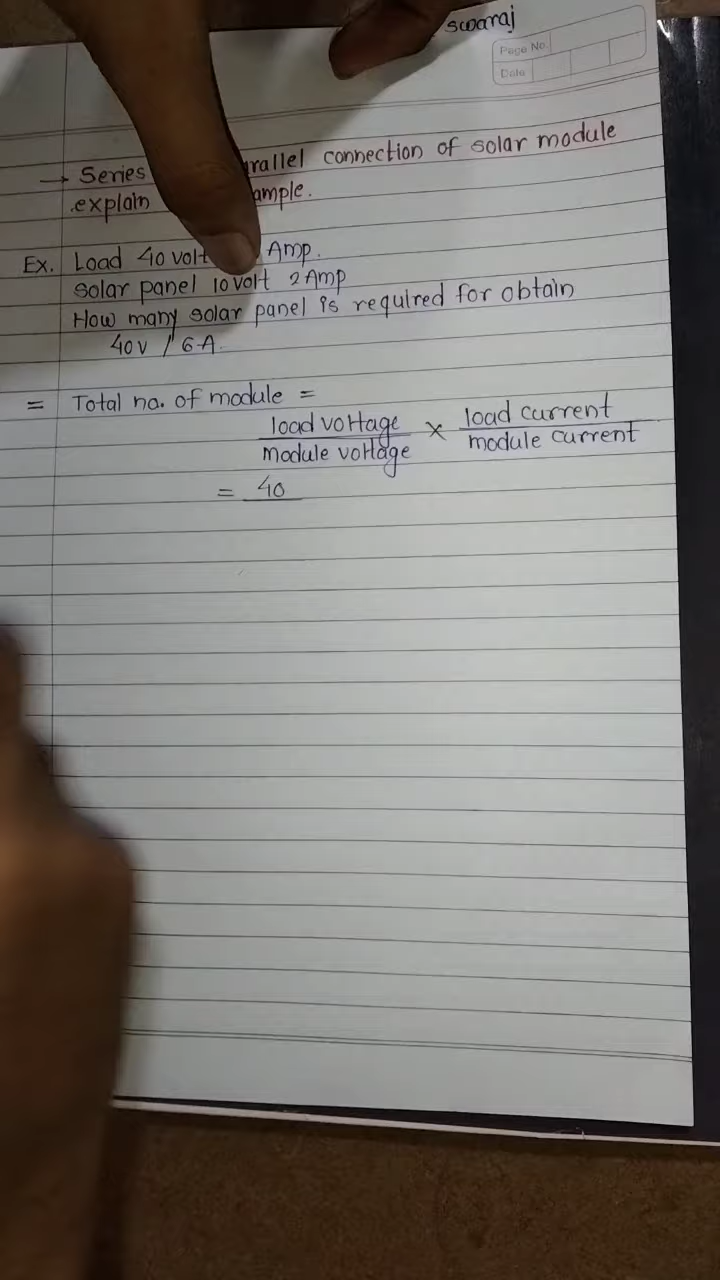 swaraj
Page No.
Date
→ Series rallel connection of solar module
explain ample.
Ex. Load 40 volt Amp.
solar panel 10 volt 2 Amp
How many solar panel is required for obtain
40v / 6A.
= Total no. of module =
load voltage × load current
module voltage module current
= 40